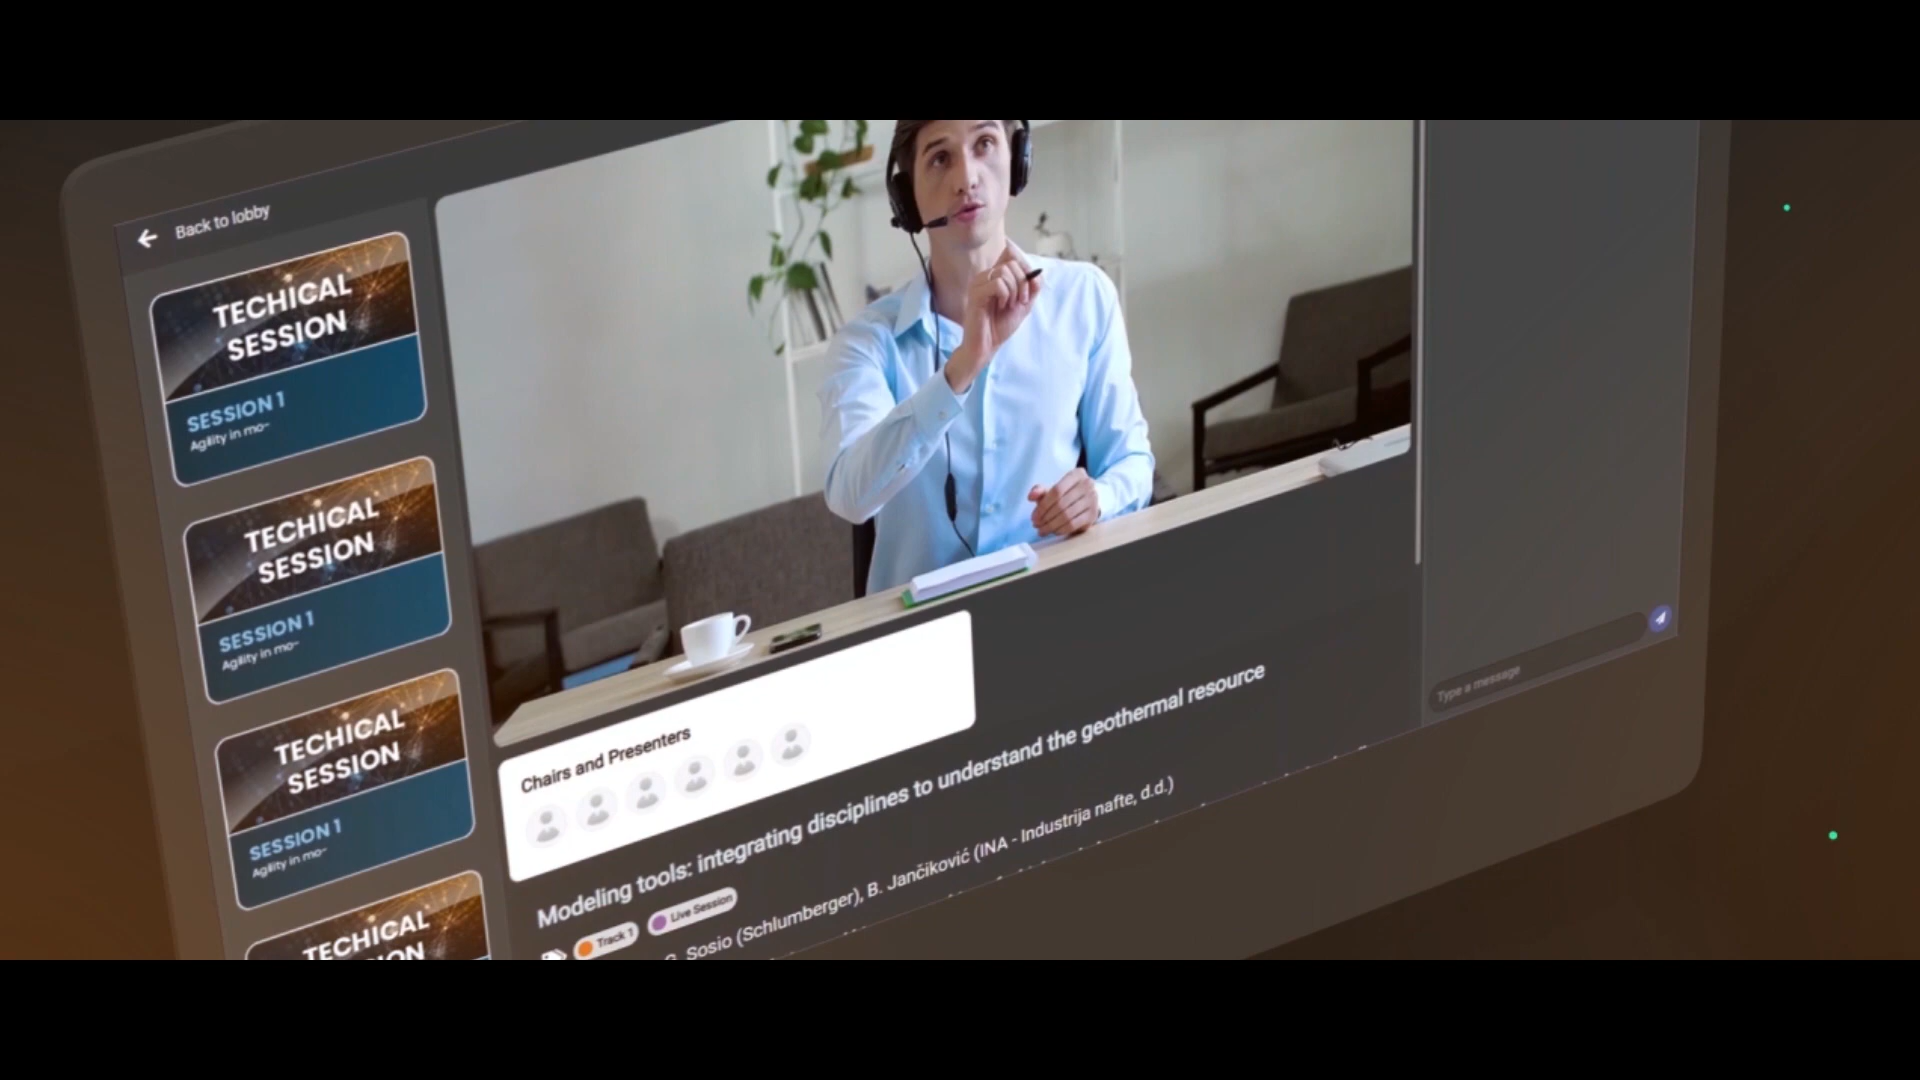 Back to lobby
TECHICAL
SESSION
SESSION 1
Agility in mo-
TECHICAL
SESSION
SESSION 1
Agility in mo-
TECHICAL
SESSION
SESSION 1
Agility in mo-
TECHICAL
Chairs and Presenters
Modeling tools: integrating disciplines to understand the geothermal resource
Track 1
Live Session
Sosio (Schlumberger), B. Jančiković (INA - Industrija nafte, d.d.)
Type a message